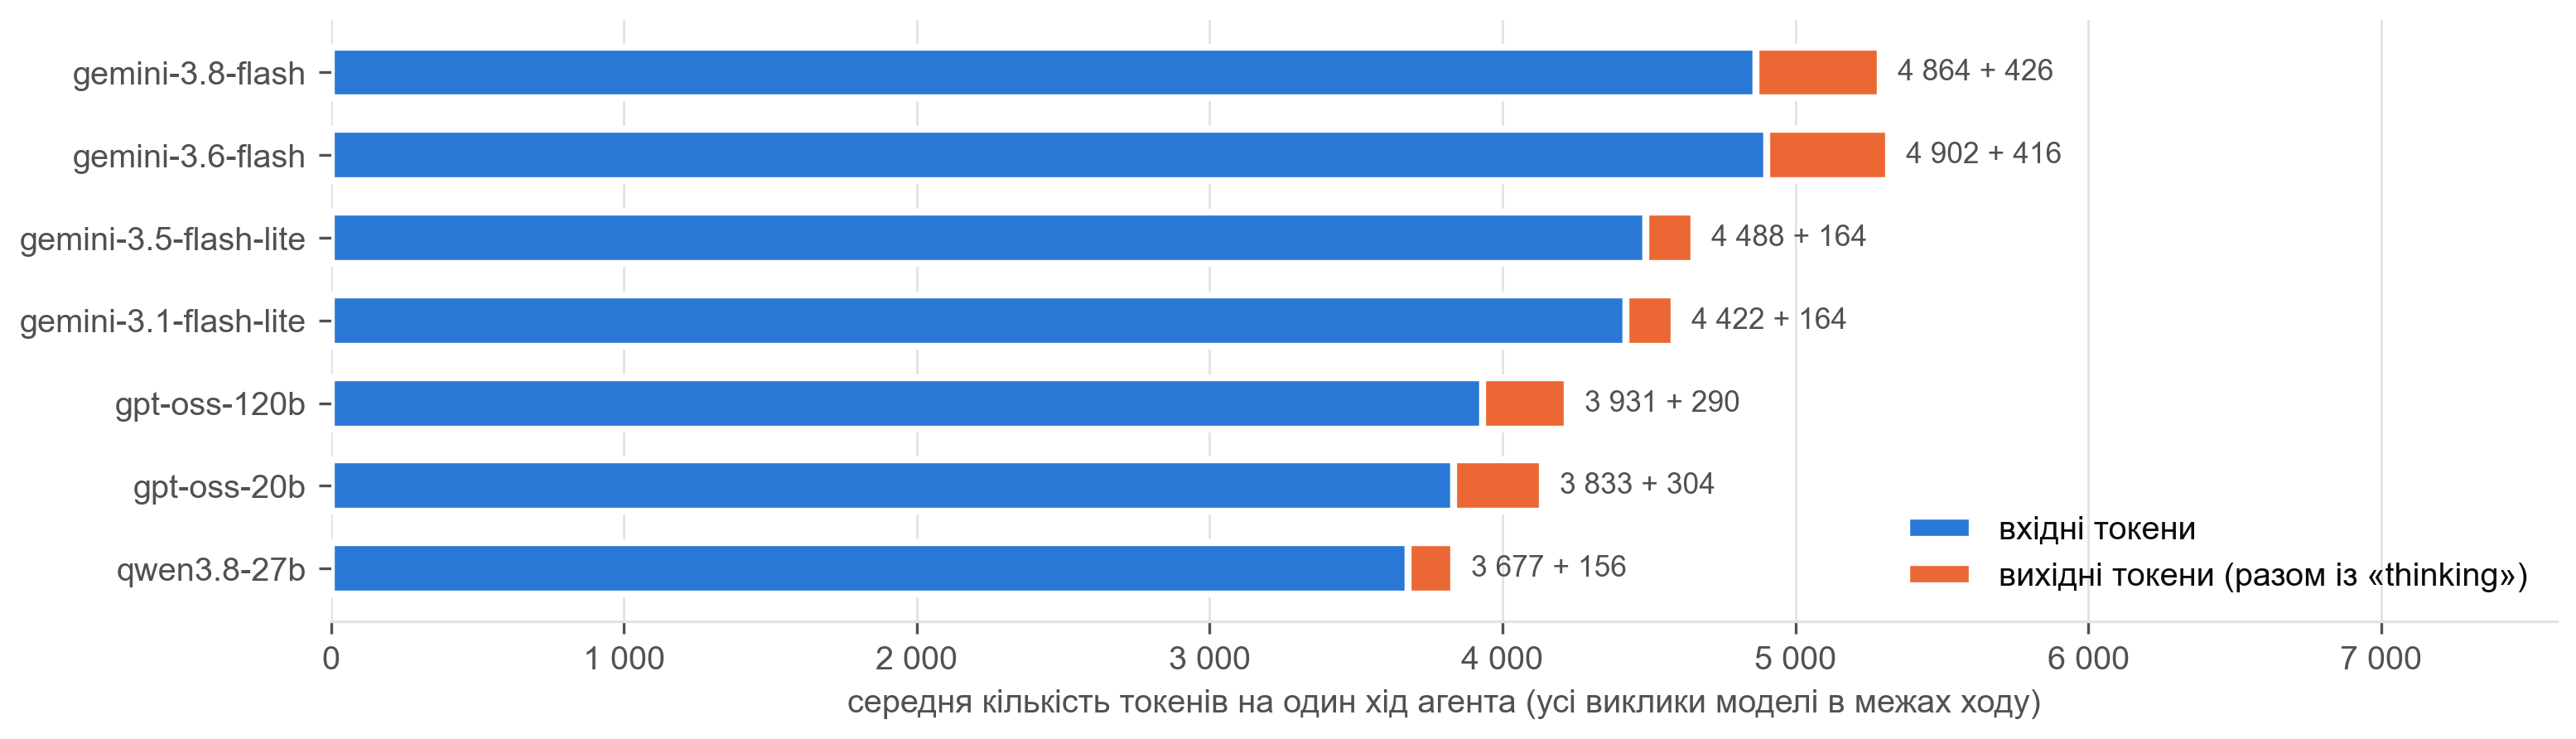 gemini-3.8-flash
4 864 + 426
gemini-3.6-flash
4 902 + 416
gemini-3.5-flash-lite
4 488 + 164
gemini-3.1-flash-lite
4 422 + 164
gpt-oss-120b
3 931 + 290
gpt-oss-20b
3 833 + 304
qwen3.8-27b
3 677 + 156
вхідні токени
вихідні токени (разом із «thinking»)
0 1 000 2 000 3 000 4 000 5 000 6 000 7 000
середня кількість токенів на один хід агента (усі виклики моделі в межах ходу)